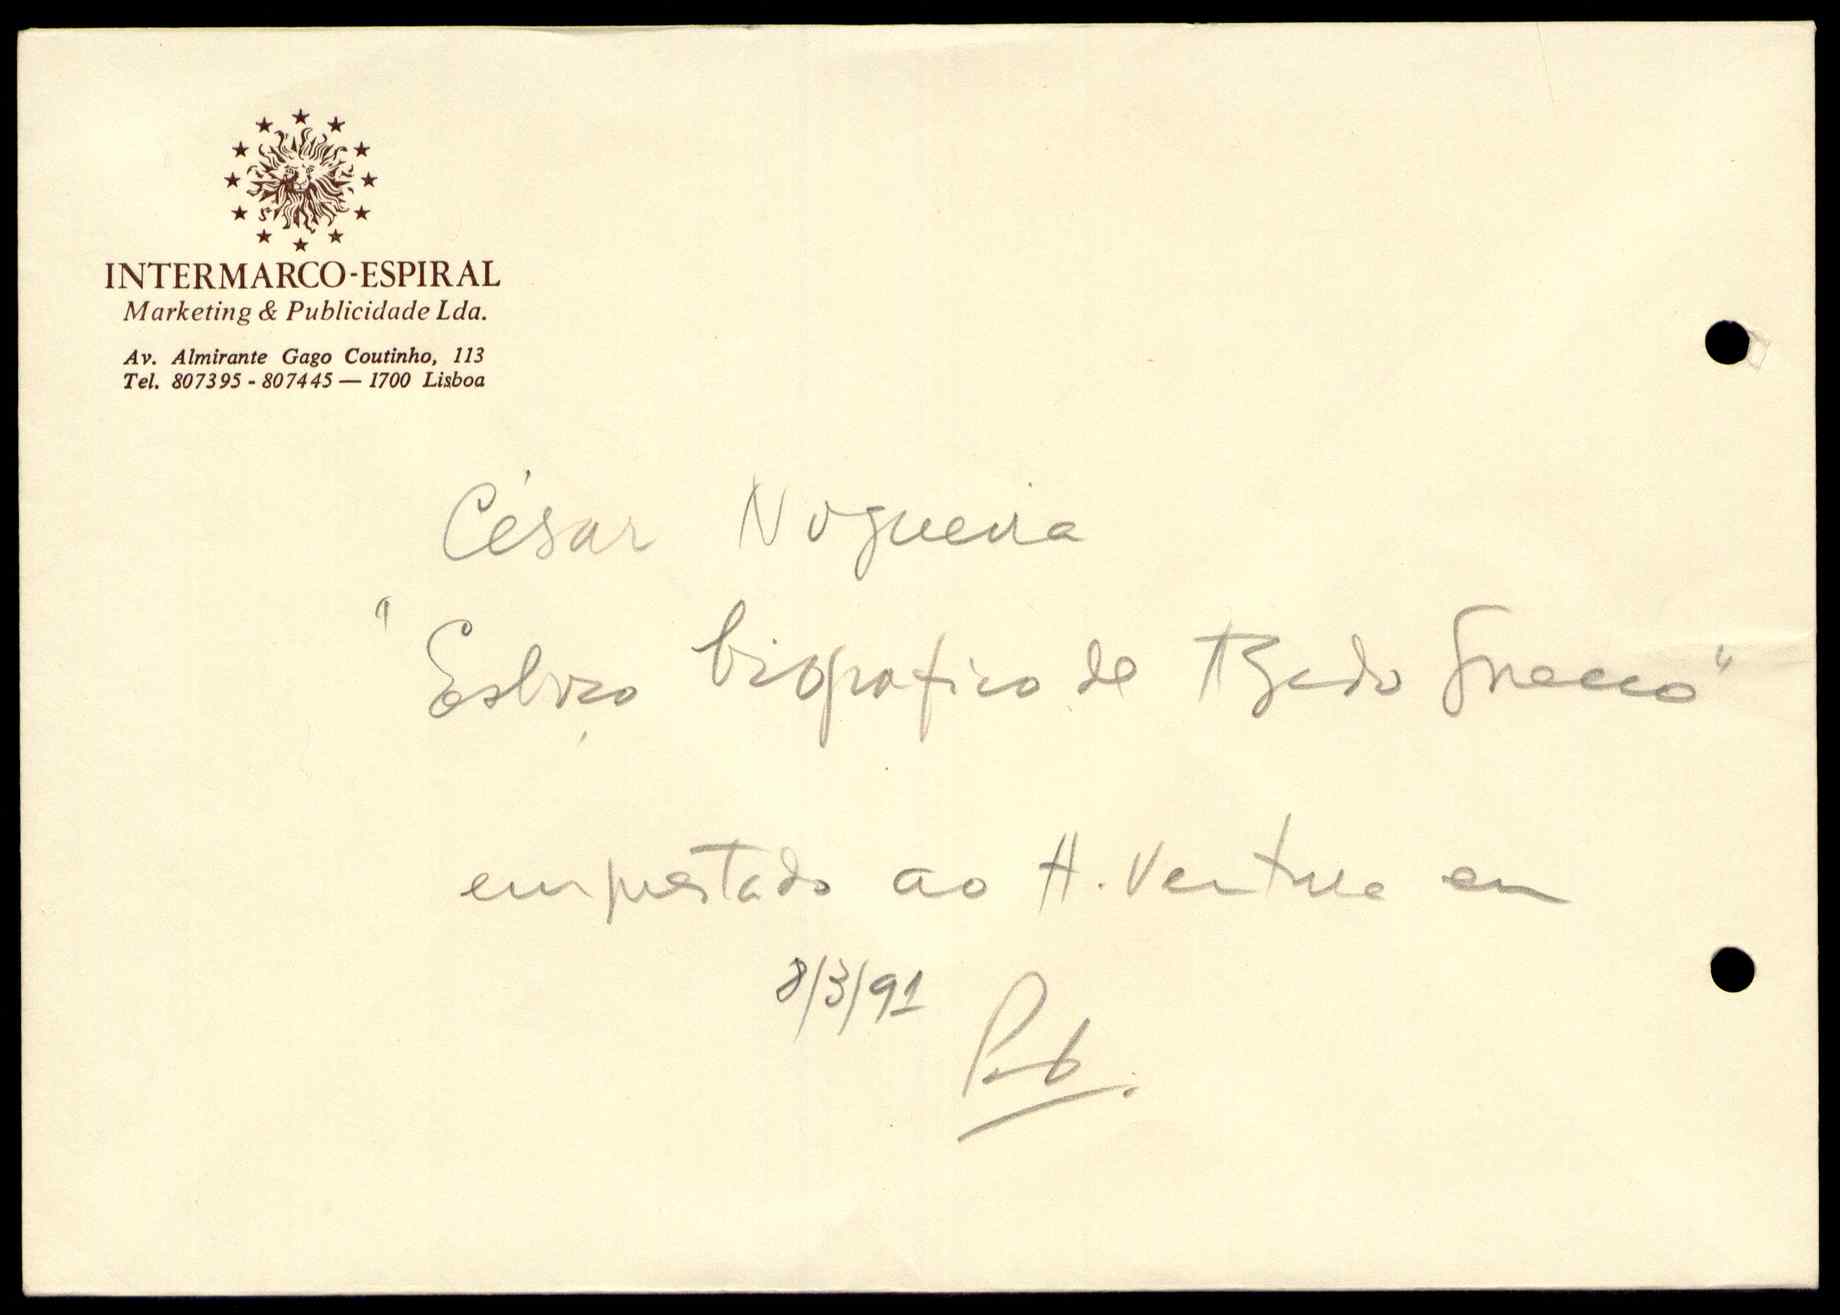 INTERMARCO-ESPIRAL
Marketing & Publicidade Lda.
Av. Almirante Gago Coutinho, 113
Tel. 807395 - 807445 — 1700 Lisboa
César Nogueira
"Esboço biográfico de Azedo Gneco"
emprestado ao A. Ventura em
8/3/91